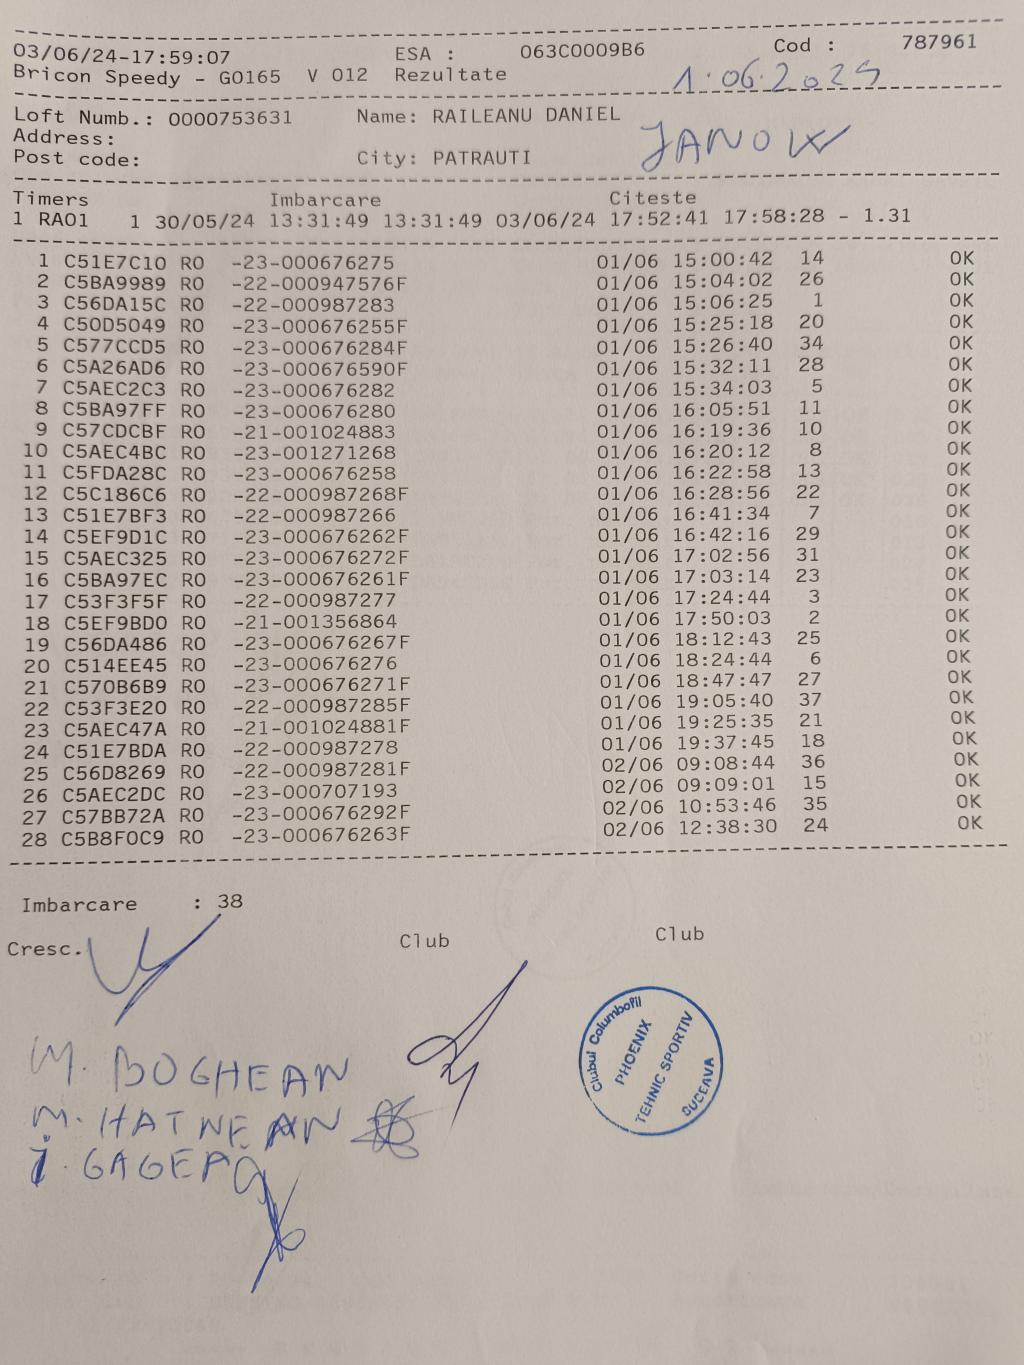 03/06/24-17:59:07 ESA : 063C0009B6 Cod : 787961
Bricon Speedy - G0165 V 012 Rezultate 1.06.2025
Loft Numb.: 0000753631 Name: RAILEANU DANIEL
Address: JANOW
Post code: City: PATRAUTI
Timers Imbarcare Citeste
1 RA01 1 30/05/24 13:31:49 13:31:49 03/06/24 17:52:41 17:58:28 - 1.31
1 C51E7C10 RO -23-000676275 01/06 15:00:42 14 OK
2 C5BA9989 RO -22-000947576F 01/06 15:04:02 26 OK
3 C56DA15C RO -22-000987283 01/06 15:06:25 1 OK
4 C50D5049 RO -23-000676255F 01/06 15:25:18 20 OK
5 C577CCD5 RO -23-000676284F 01/06 15:26:40 34 OK
6 C5A26AD6 RO -23-000676590F 01/06 15:32:11 28 OK
7 C5AEC2C3 RO -23-000676282 01/06 15:34:03 5 OK
8 C5BA97FF RO -23-000676280 01/06 16:05:51 11 OK
9 C57CDCBF RO -21-001024883 01/06 16:19:36 10 OK
10 C5AEC4BC RO -23-001271268 01/06 16:20:12 8 OK
11 C5FDA28C RO -23-000676258 01/06 16:22:58 13 OK
12 C5C186C6 RO -22-000987268F 01/06 16:28:56 22 OK
13 C51E7BF3 RO -22-000987266 01/06 16:41:34 7 OK
14 C5EF9D1C RO -23-000676262F 01/06 16:42:16 29 OK
15 C5AEC325 RO -23-000676272F 01/06 17:02:56 31 OK
16 C5BA97EC RO -23-000676261F 01/06 17:03:14 23 OK
17 C53F3F5F RO -22-000987277 01/06 17:24:44 3 OK
18 C5EF9BD0 RO -21-001356864 01/06 17:50:03 2 OK
19 C56DA486 RO -23-000676267F 01/06 18:12:43 25 OK
20 C514EE45 RO -23-000676276 01/06 18:24:44 6 OK
21 C570B6B9 RO -23-000676271F 01/06 18:47:47 27 OK
22 C53F3E20 RO -22-000987285F 01/06 19:05:40 37 OK
23 C5AEC47A RO -21-001024881F 01/06 19:25:35 21 OK
24 C51E7BDA RO -22-000987278 01/06 19:37:45 18 OK
25 C56D8269 RO -22-000987281F 02/06 09:08:44 36 OK
26 C5AEC2DC RO -23-000707193 02/06 09:09:01 15 OK
27 C57BB72A RO -23-000676292F 02/06 10:53:46 35 OK
28 C5B8F0C9 RO -23-000676263F 02/06 12:38:30 24 OK
Imbarcare : 38
Cresc. Club Club
Clubul Columbofil
PHOENIX
TEHNIC SPORTIV
SUCEAVA
M. BOGHEAN
M. HATNEAN